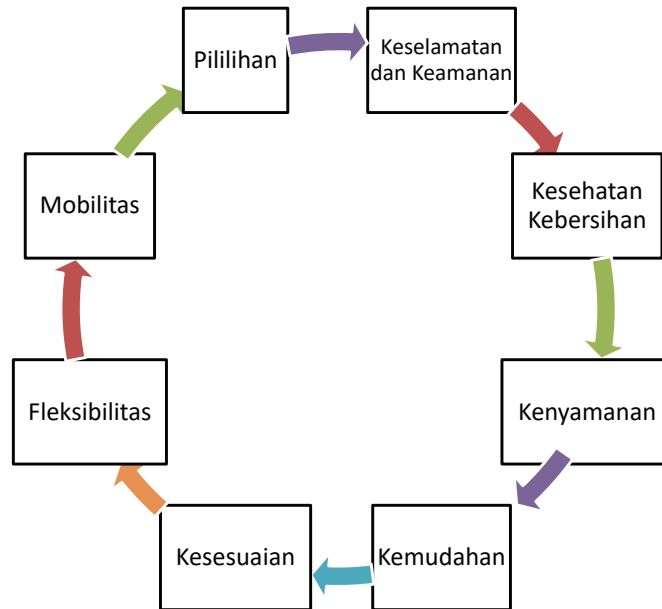 Pililihan
Keselamatan
dan Keamanan
Kesehatan
Kebersihan
Kenyamanan
Kemudahan
Kesesuaian
Fleksibilitas
Mobilitas